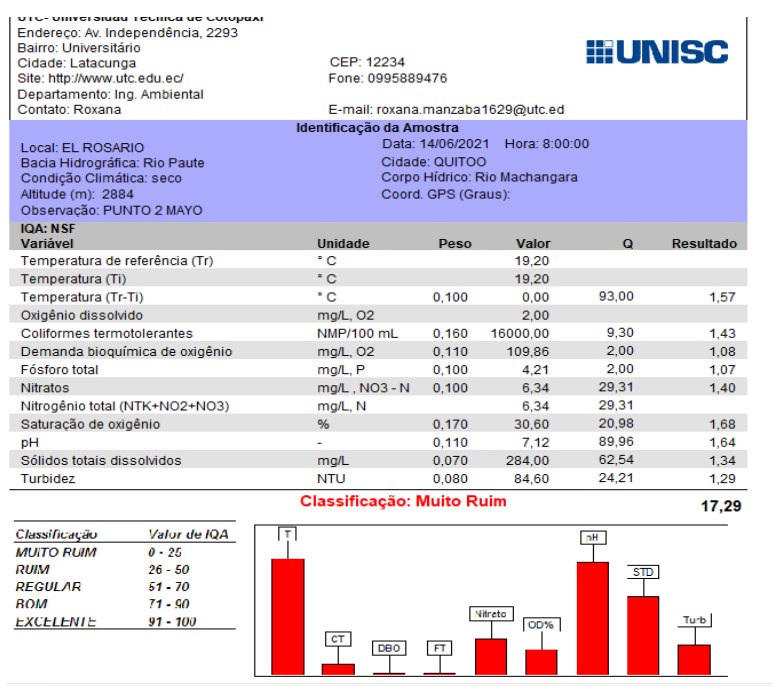 UTC- Universidad Técnica de Cotopaxi
Endereço: Av. Independência, 2293
Bairro: Universitário
Cidade: Latacunga CEP: 12234
Site: http://www.utc.edu.ec/ Fone: 0995889476
Departamento: Ing. Ambiental
Contato: Roxana E-mail: roxana.manzaba1629@utc.ed
UNISC
Identificação da Amostra
Local: EL ROSARIO Data: 14/06/2021 Hora: 8:00:00
Bacia Hidrográfica: Rio Paute Cidade: QUITOO
Condição Climática: seco Corpo Hídrico: Rio Machangara
Altitude (m): 2884 Coord. GPS (Graus):
Observação: PUNTO 2 MAYO
IQA: NSF
Variável Unidade Peso Valor Q Resultado
Temperatura de referência (Tr) ° C 19,20
Temperatura (Ti) ° C 19,20
Temperatura (Tr-Ti) ° C 0,100 0,00 93,00 1,57
Oxigênio dissolvido mg/L, O2 2,00
Coliformes termotolerantes NMP/100 mL 0,160 16000,00 9,30 1,43
Demanda bioquímica de oxigênio mg/L, O2 0,110 109,86 2,00 1,08
Fósforo total mg/L, P 0,100 4,21 2,00 1,07
Nitratos mg/L , NO3 - N 0,100 6,34 29,31 1,40
Nitrogênio total (NTK+NO2+NO3) mg/L, N 6,34 29,31
Saturação de oxigênio % 0,170 30,60 20,98 1,68
pH - 0,110 7,12 89,96 1,64
Sólidos totais dissolvidos mg/L 0,070 284,00 62,54 1,34
Turbidez NTU 0,080 84,60 24,21 1,29
Classificação: Muito Ruim 17,29
Classificação Valor de IQA
MUITO RUIM 0 - 25
RUIM 26 - 50
REGULAR 51 - 70
BOM 71 - 90
EXCELENTE 91 - 100
T
CT
DBO
FT
Nitrato
OD%
pH
STD
Turb